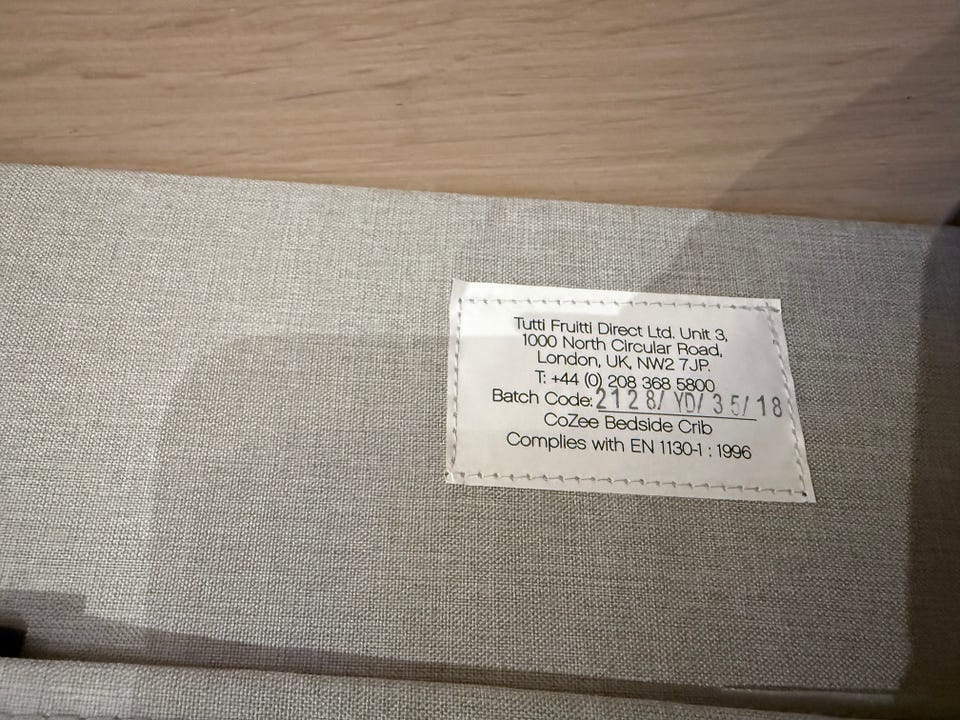 Tutti Fruitti Direct Ltd. Unit 3,
1000 North Circular Road,
London, UK, NW2 7JP.
T: +44 (0) 208 368 5800
Batch Code: 2128/ YD/ 35/18
CoZee Bedside Crib
Complies with EN 1130-1 : 1996